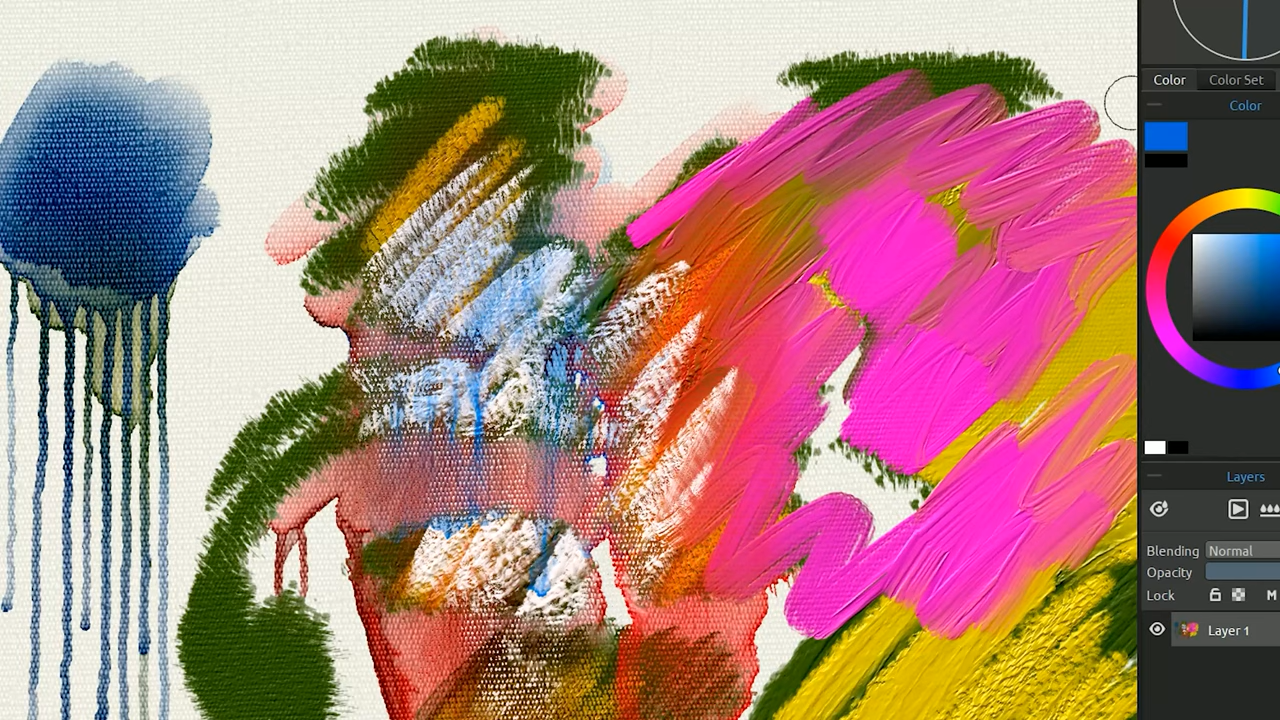 Color Color Set
Color
Layers
Blending Normal
Opacity
Lock M
Layer 1